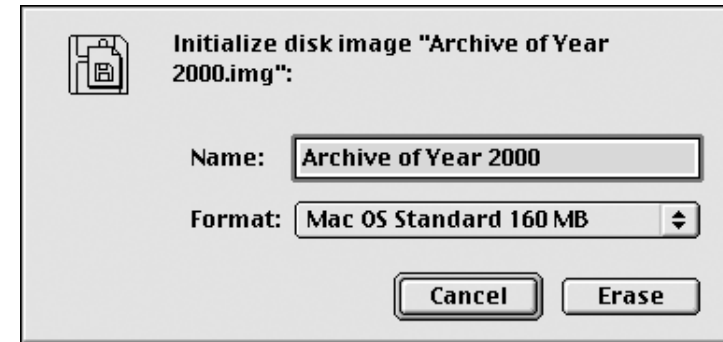 Initialize disk image "Archive of Year
2000.img":
Name: Archive of Year 2000
Format: Mac OS Standard 160 MB
Cancel Erase